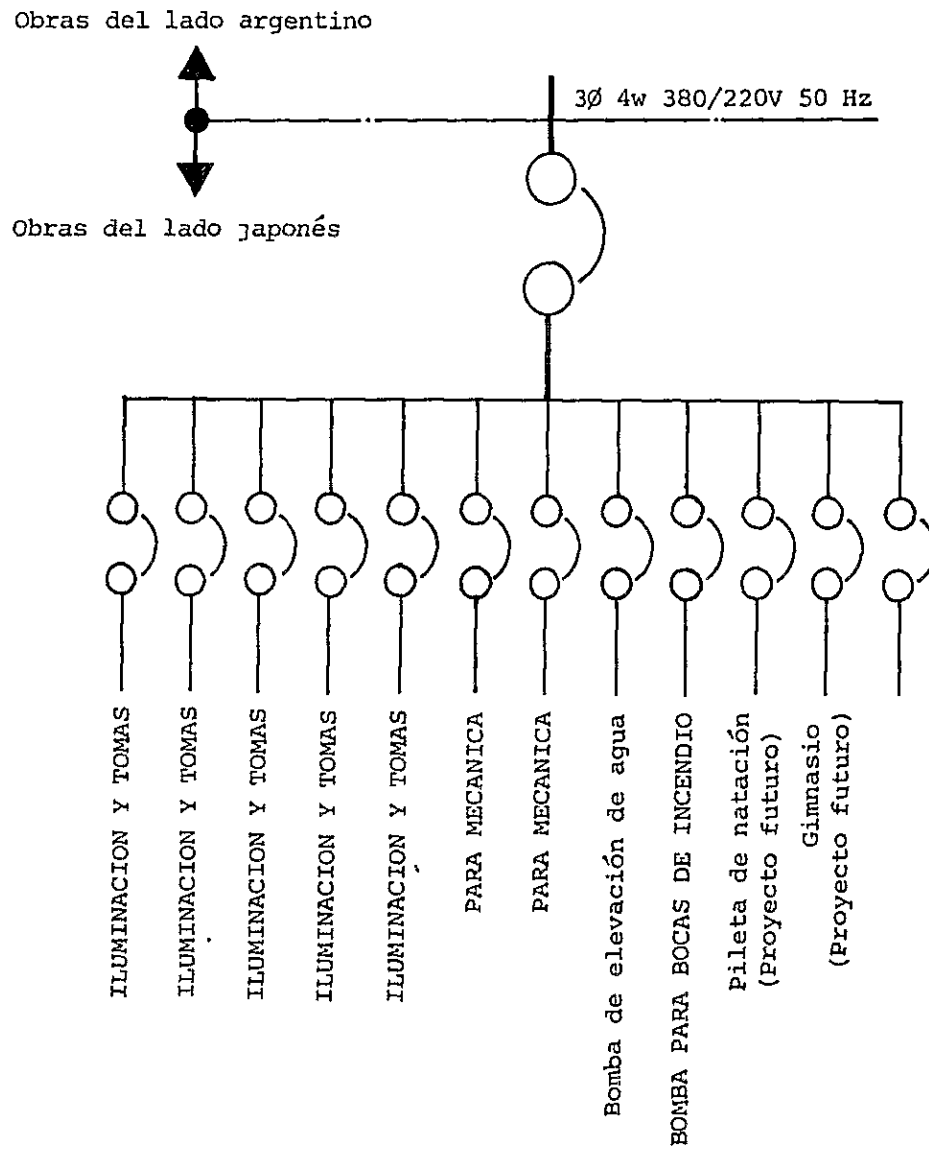 Obras del lado argentino
3Ø 4w 380/220V 50 Hz
Obras del lado japonés
ILUMINACION Y TOMAS
ILUMINACION Y TOMAS
ILUMINACION Y TOMAS
ILUMINACION Y TOMAS
ILUMINACION Y TOMAS
PARA MECANICA
PARA MECANICA
Bomba de elevación de agua
BOMBA PARA BOCAS DE INCENDIO
Pileta de natación
(Proyecto futuro)
Gimnasio
(Proyecto futuro)